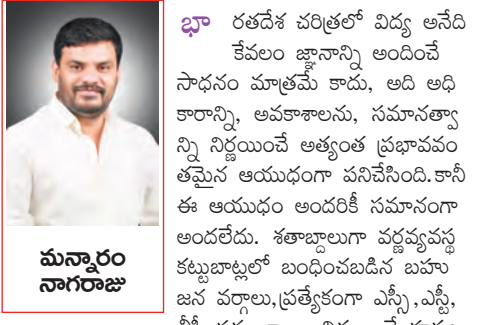 భారతదేశ చరిత్రలో విద్య అనేది
కేవలం జ్ఞానాన్ని అందించే
సాధనం మాత్రమే కాదు, అది అధి
కారాన్ని, అవకాశాలను, సమానత్వా
న్ని నిర్ణయించే అత్యంత ప్రభావవం
తమైన ఆయుధంగా పనిచేసింది.కానీ
ఈ ఆయుధం అందరికీ సమానంగా
అందలేదు. శతాబ్దాలుగా వర్ణవ్యవస్థ
కట్టుబాట్లలో బంధించబడిన బహు
జన వర్గాలు,ప్రత్యేకంగా ఎస్సీ,ఎస్టీ,
మన్నారం
నాగరాజు